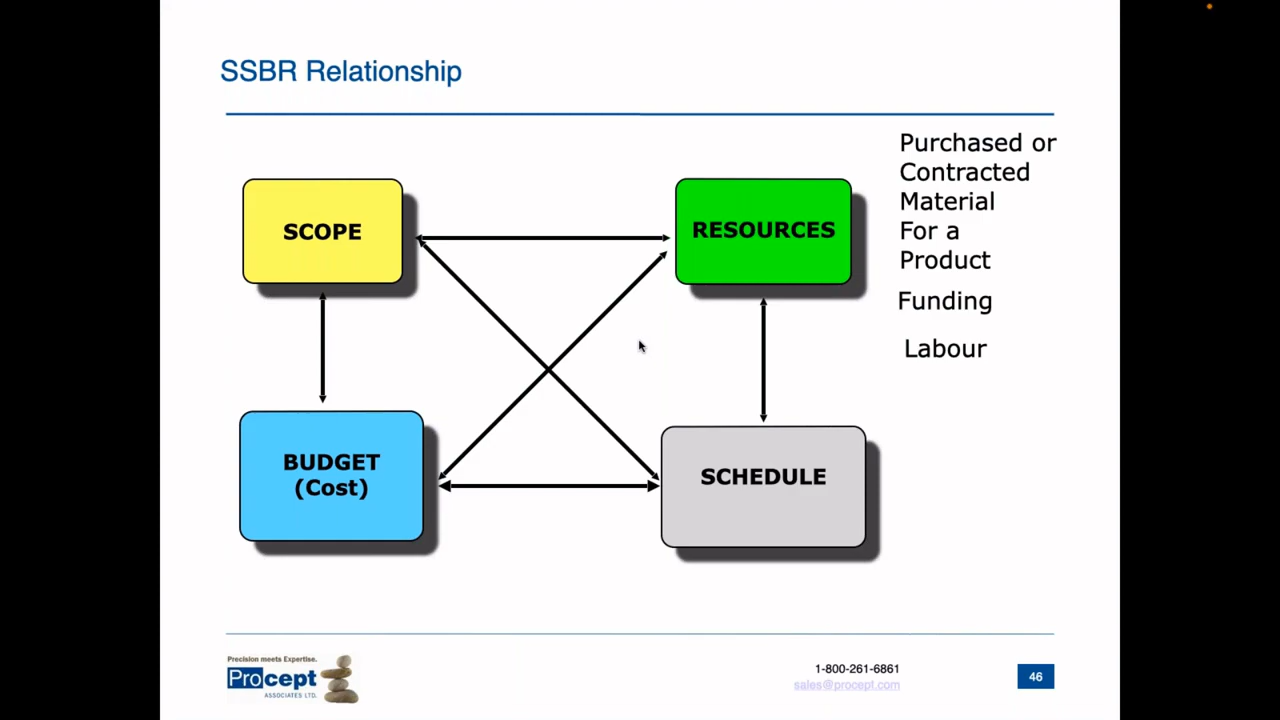 SSBR Relationship
SCOPE
RESOURCES
Purchased or
Contracted
Material
For a
Product
Funding
Labour
BUDGET
(Cost)
SCHEDULE
Precision meets Expertise.
Procept
ASSOCIATES LTD.
1-800-261-6861
sales@procept.com
46